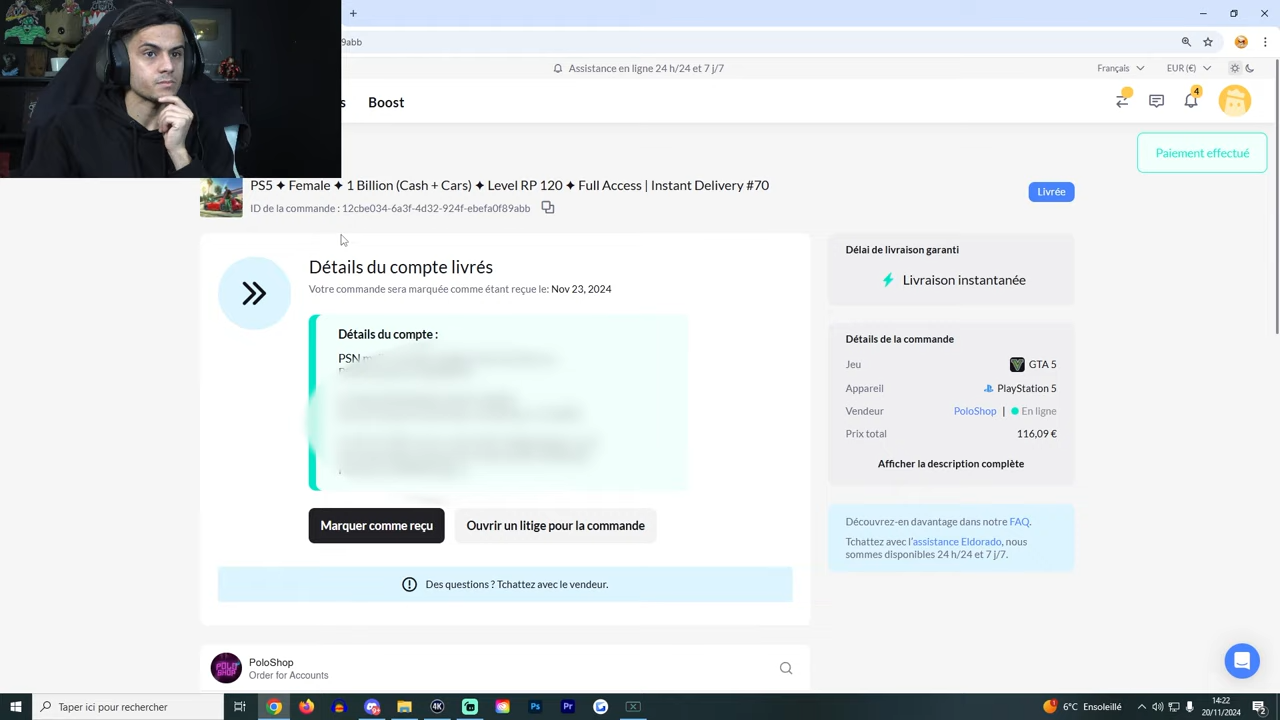 9abb
Assistance en ligne 24 h/24 et 7 j/7
Français
EUR (€)
s
Boost
4
Paiement effectué
PS5 ✦ Female ✦ 1 Billion (Cash + Cars) ✦ Level RP 120 ✦ Full Access | Instant Delivery #70
ID de la commande : 12cbe034-6a3f-4d32-924f-ebefa0f89abb
Livrée
Détails du compte livrés
Votre commande sera marquée comme étant reçue le: Nov 23, 2024
Détails du compte :
PSN
Marquer comme reçu
Ouvrir un litige pour la commande
Des questions ? Tchattez avec le vendeur.
PoloShop
Order for Accounts
Délai de livraison garanti
Livraison instantanée
Détails de la commande
Jeu GTA 5
Appareil PlayStation 5
Vendeur PoloShop | En ligne
Prix total 116,09 €
Afficher la description complète
Découvrez-en davantage dans notre FAQ.
Tchattez avec l'assistance Eldorado, nous
sommes disponibles 24 h/24 et 7 j/7.
Taper ici pour rechercher
6°C Ensoleillé
14:22
20/11/2024